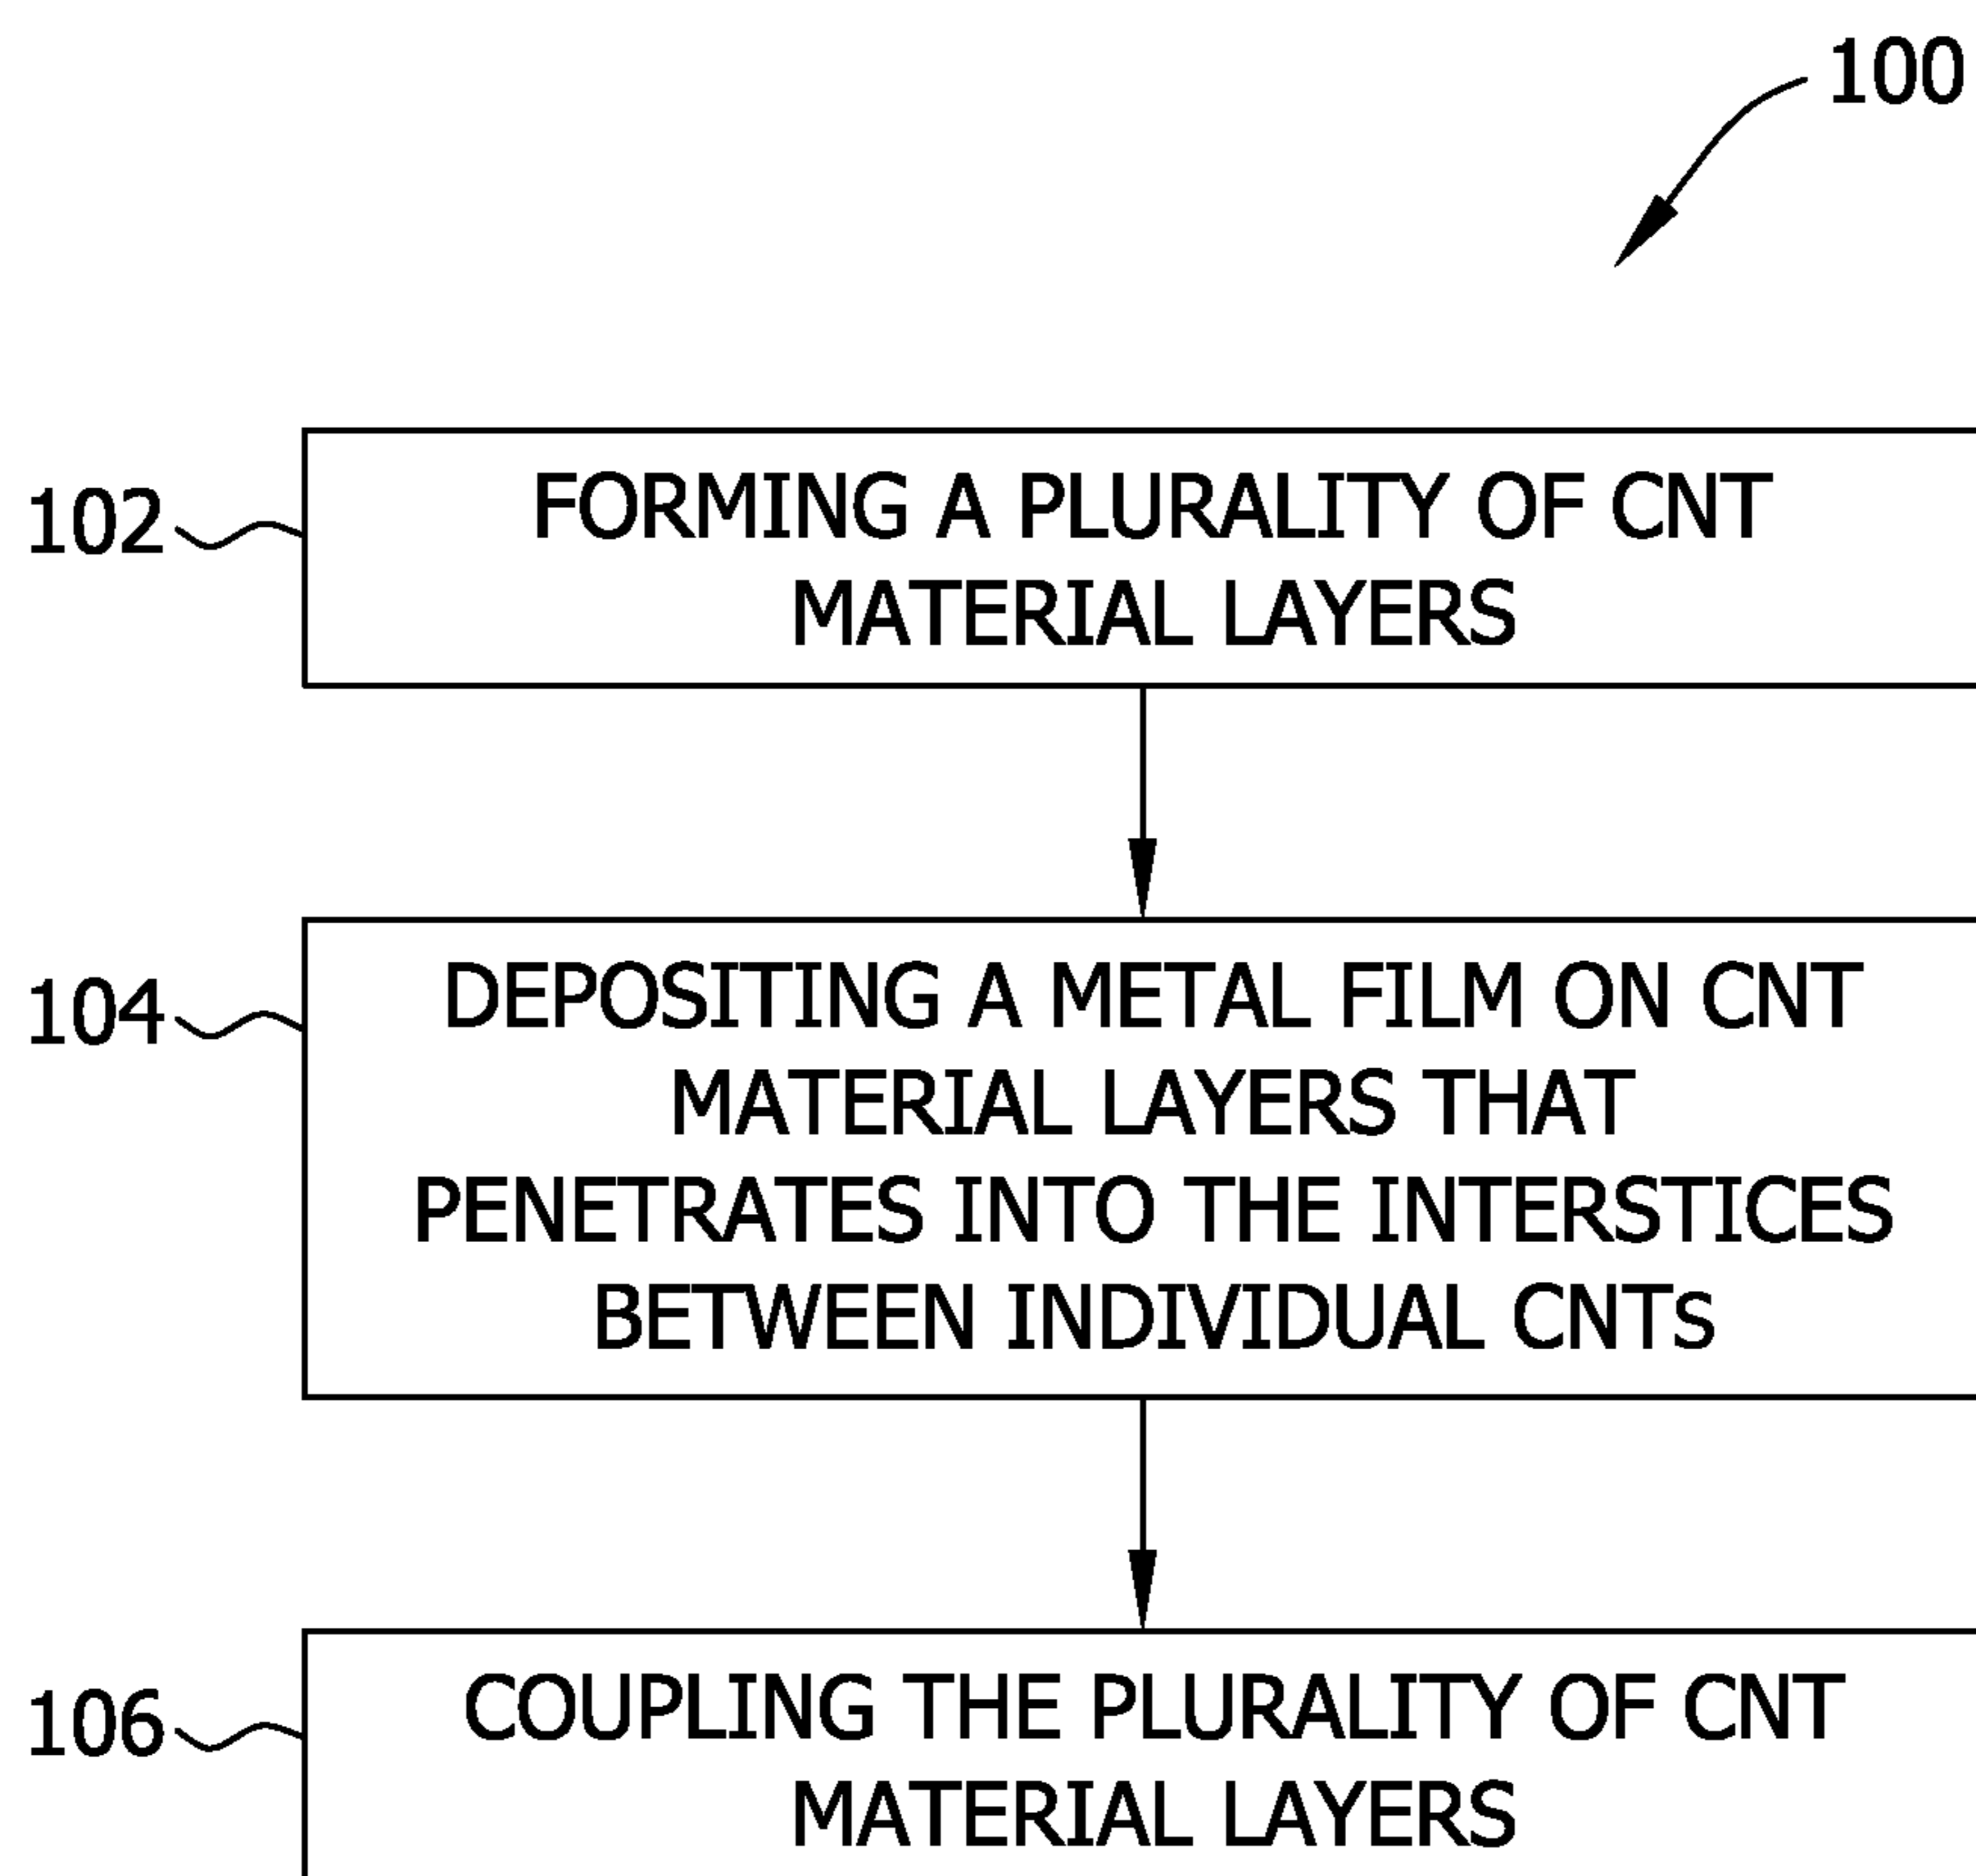 100
102
FORMING A PLURALITY OF CNT
MATERIAL LAYERS
104
DEPOSITING A METAL FILM ON CNT
MATERIAL LAYERS THAT
PENETRATES INTO THE INTERSTICES
BETWEEN INDIVIDUAL CNTs
106
COUPLING THE PLURALITY OF CNT
MATERIAL LAYERS